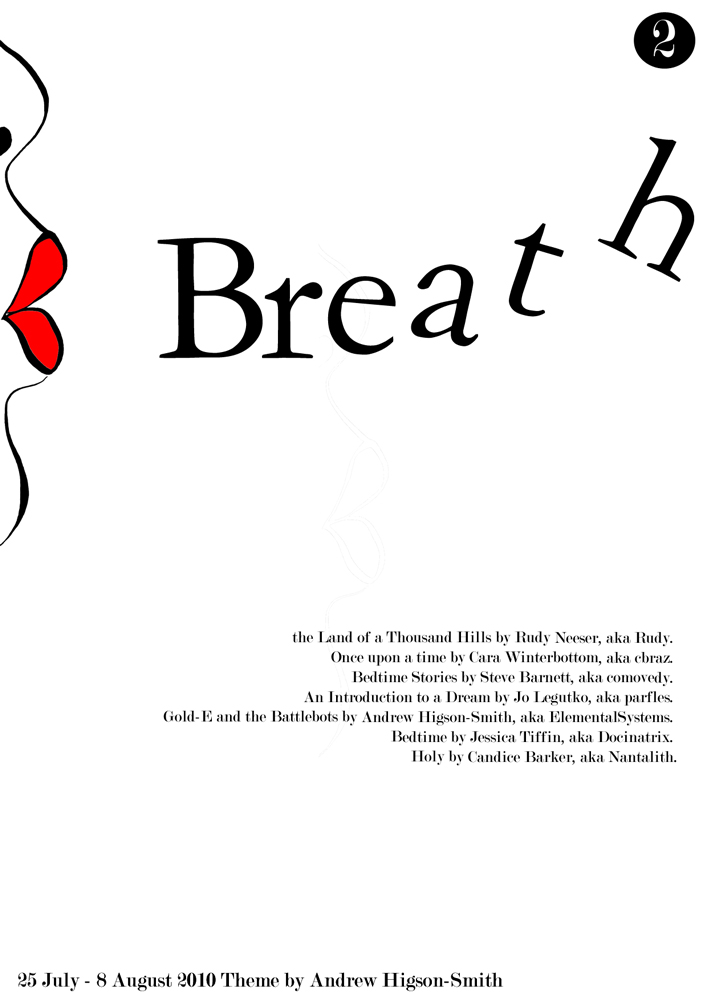 2
Breath
the Land of a Thousand Hills by Rudy Neeser, aka Rudy.
Once upon a time by Cara Winterbottom, aka cbraz.
Bedtime Stories by Steve Barnett, aka comovedy.
An Introduction to a Dream by Jo Legutko, aka parfles.
Gold-E and the Battlebots by Andrew Higson-Smith, aka ElementalSystems.
Bedtime by Jessica Tiffin, aka Docinatrix.
Holy by Candice Barker, aka Nantalith.
25 July - 8 August 2010 Theme by Andrew Higson-Smith